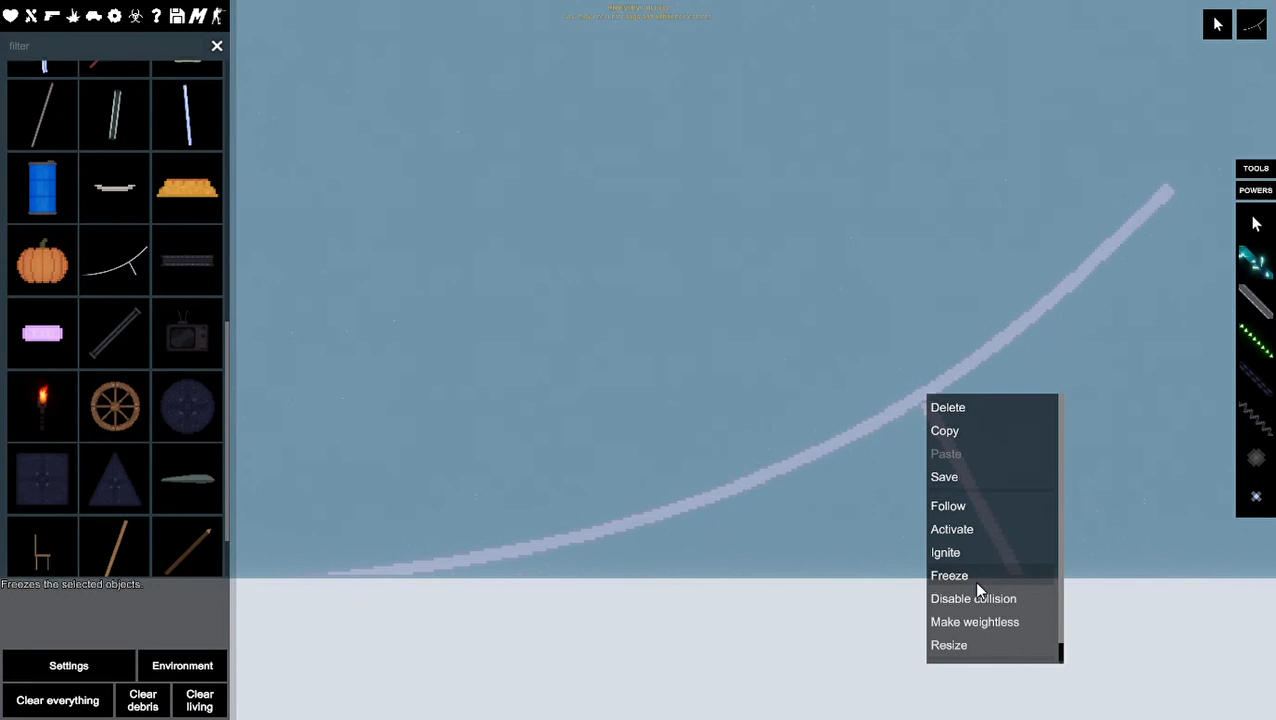 filter
TOOLS
POWERS
Delete
Copy
Paste
Save
Follow
Activate
Ignite
Freeze
Disable collision
Make weightless
Resize
Freezes the selected objects.
Settings
Environment
Clear everything
Clear debris
Clear living